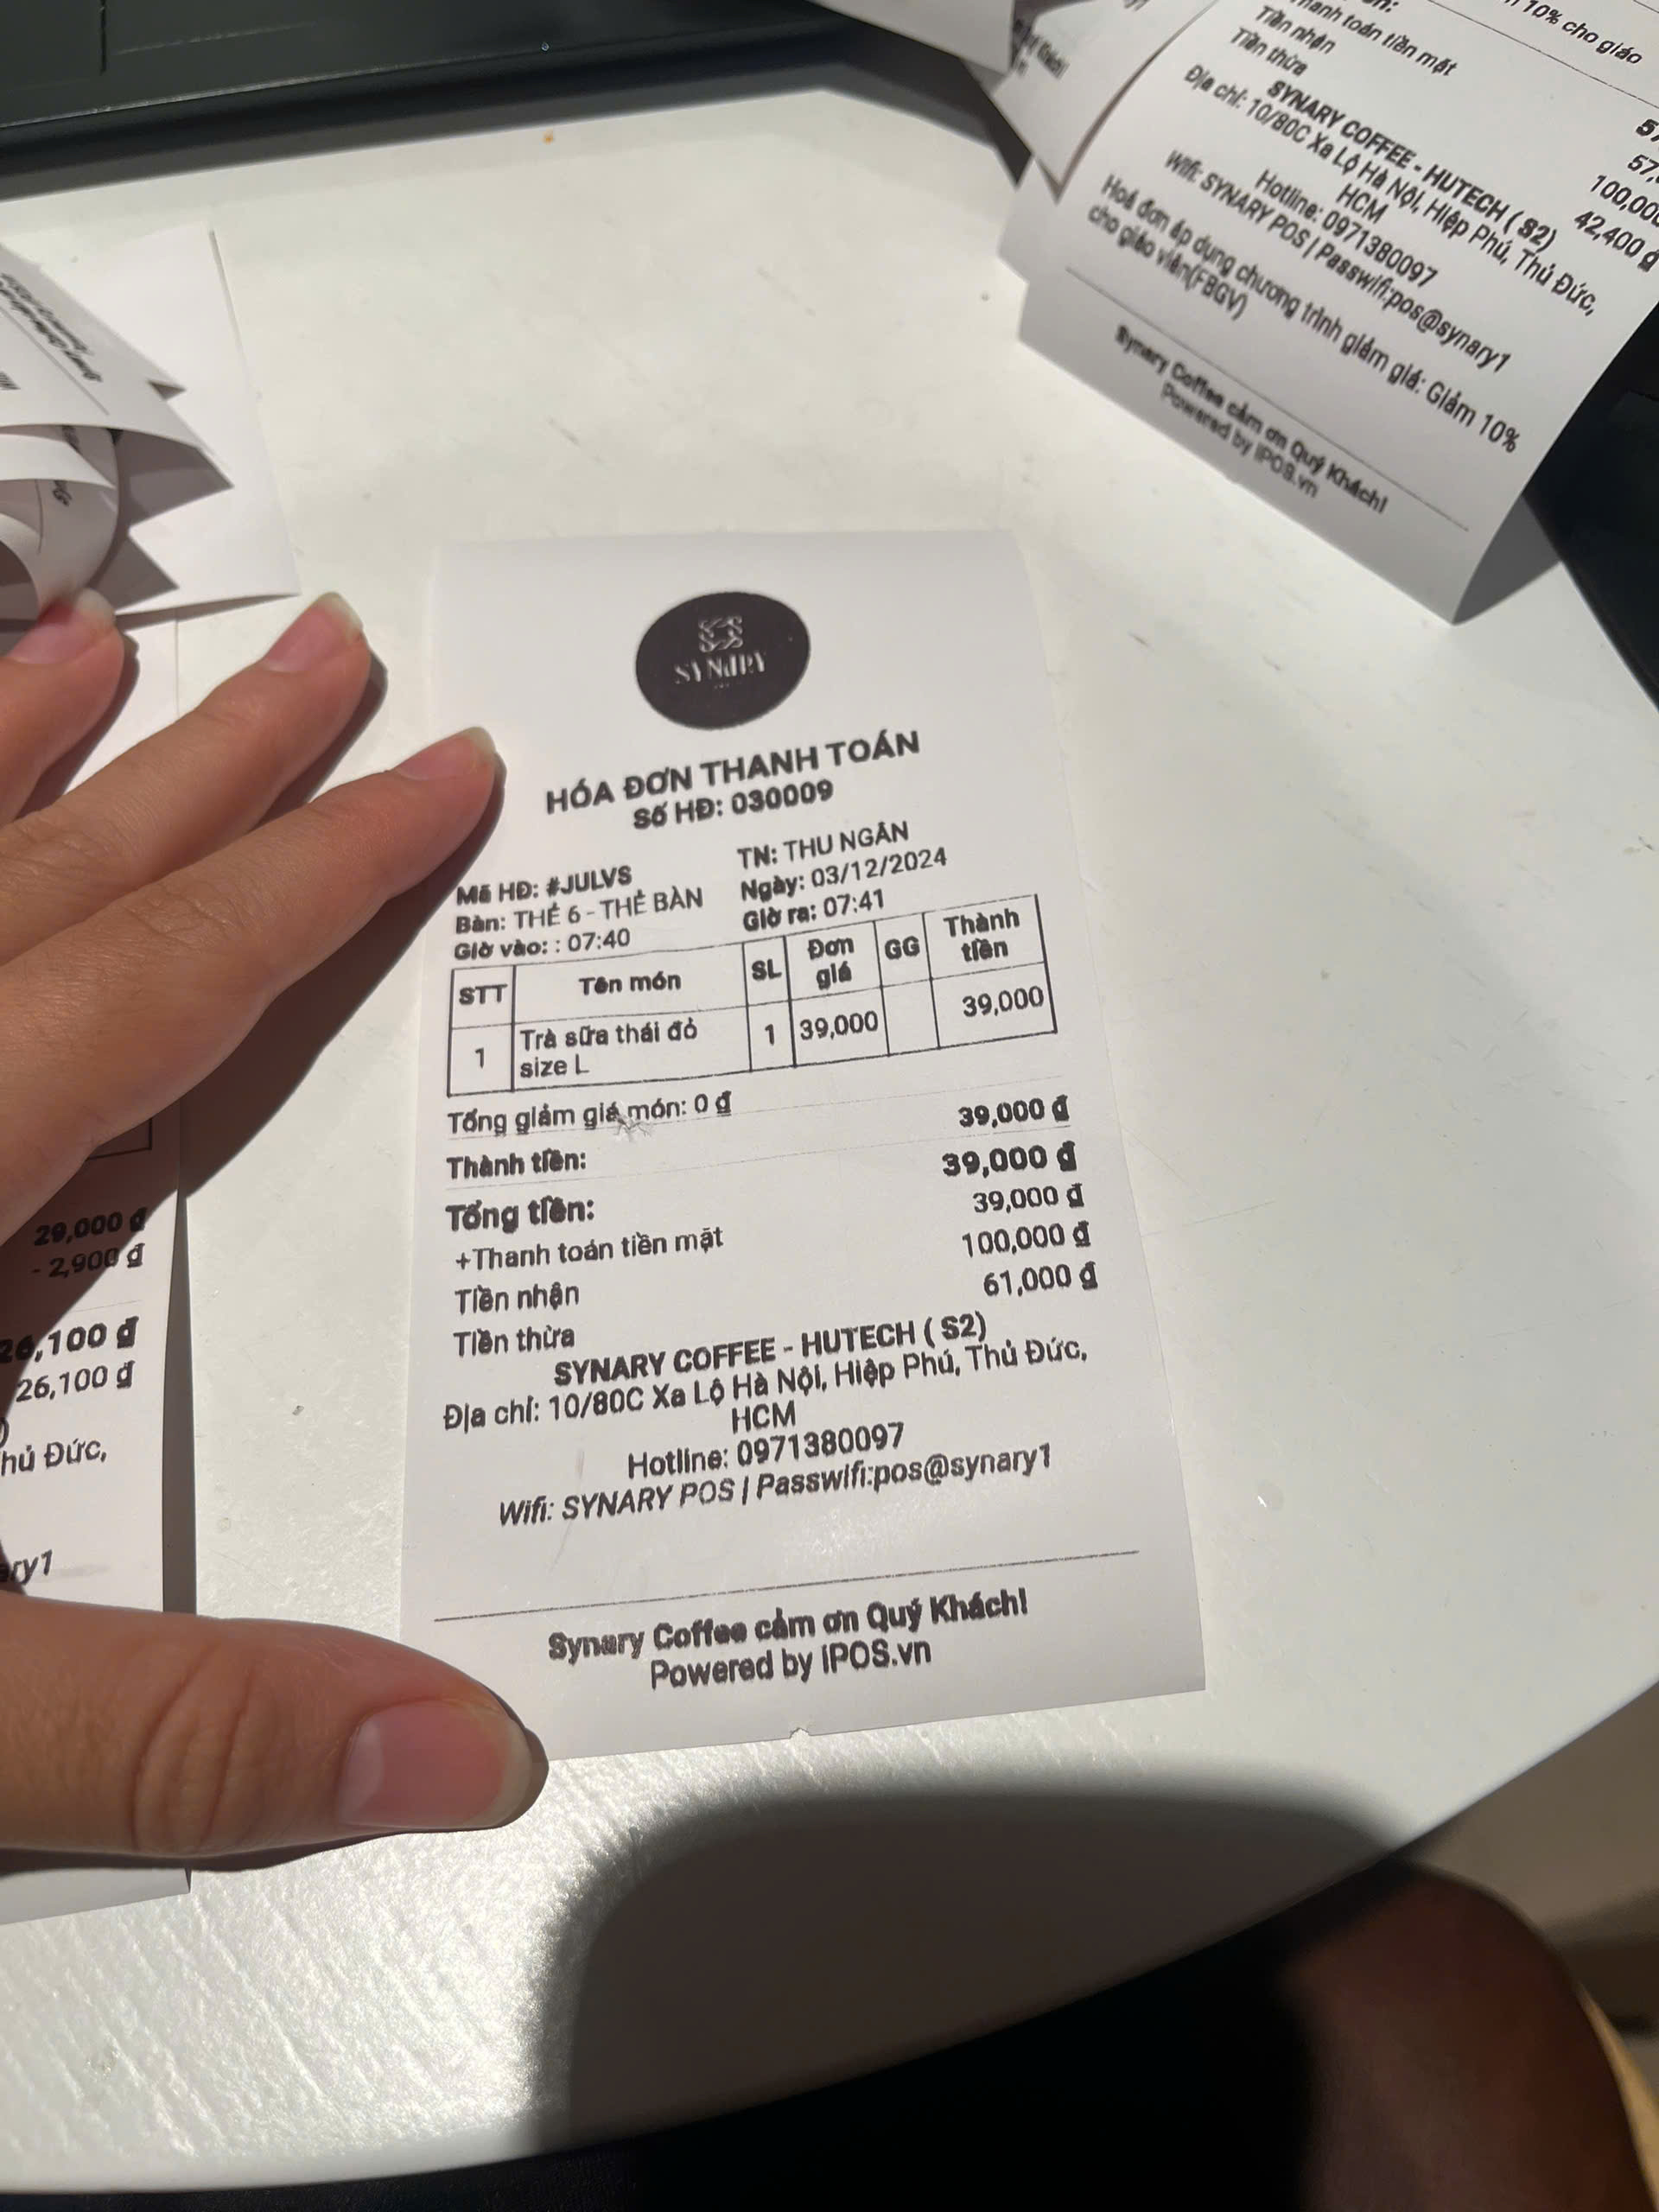 10% cho giáo
Thanh toán tiền mặt
Tiền nhận
Tiền thừa
57,
100,000
42,400 đ
SYNARY COFFEE - HUTECH ( S2)
Địa chỉ: 10/80C Xa Lộ Hà Nội, Hiệp Phú, Thủ Đức,
HCM
Hotline: 0971380097
Wifi: SYNARY POS | Passwifi:pos@synary1
Hoá đơn áp dụng chương trình giảm giá: Giảm 10%
cho giáo viên(FBGV)
Synary Coffee cảm ơn Quý Khách!
Powered by iPOS.vn
SYNARY
HÓA ĐƠN THANH TOÁN
Số HĐ: 030009
Mã HĐ: #JULVS TN: THU NGÂN
Bàn: THẺ 6 - THẺ BÀN Ngày: 03/12/2024
Giờ vào: : 07:40 Giờ ra: 07:41
STT Tên món SL Đơn giá GG Thành tiền
1 Trà sữa thái đỏ size L 1 39,000 39,000
Tổng giảm giá món: 0 đ
Thành tiền: 39,000 đ
Tổng tiền: 39,000 đ
+Thanh toán tiền mặt 39,000 đ
Tiền nhận 100,000 đ
Tiền thừa 61,000 đ
SYNARY COFFEE - HUTECH ( S2)
Địa chỉ: 10/80C Xa Lộ Hà Nội, Hiệp Phú, Thủ Đức,
HCM
Hotline: 0971380097
Wifi: SYNARY POS | Passwifi:pos@synary1
Synary Coffee cảm ơn Quý Khách!
Powered by iPOS.vn
29,000 đ
- 2,900 đ
26,100 đ
26,100 đ
hủ Đức,
ary1